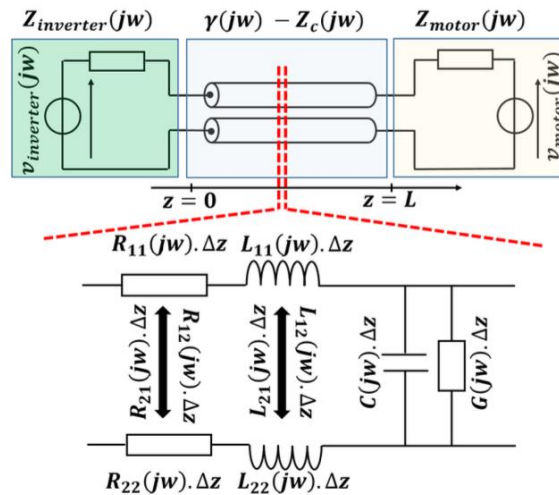 Z_inverter(jw)
γ(jw) − Z_c(jw)
Z_motor(jw)
v_inverter(jw)
v_motor(jw)
z = 0
z = L
R_11(jw).Δz
L_11(jw).Δz
R_21(jw).Δz
R_12(jw).Δz
L_21(jw).Δz
L_12(jw).Δz
C(jw).Δz
G(jw).Δz
R_22(jw).Δz
L_22(jw).Δz